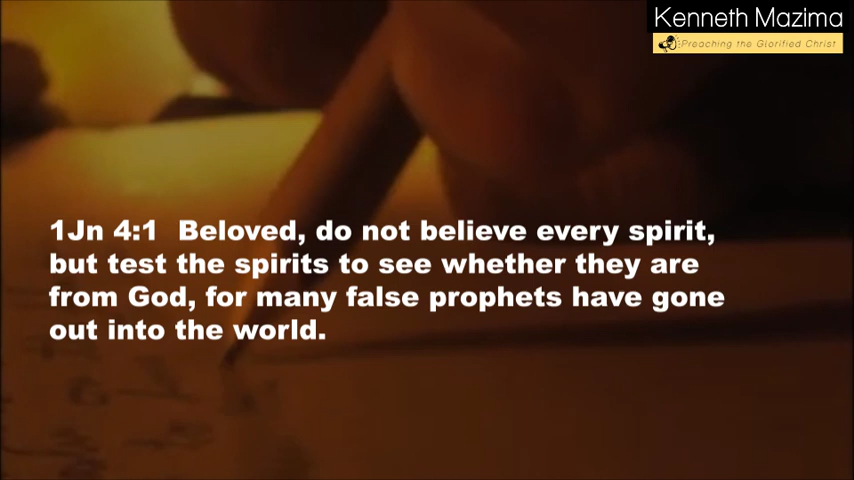 Kenneth Mazima
Preaching the Glorified Christ
1Jn 4:1 Beloved, do not believe every spirit,
but test the spirits to see whether they are
from God, for many false prophets have gone
out into the world.